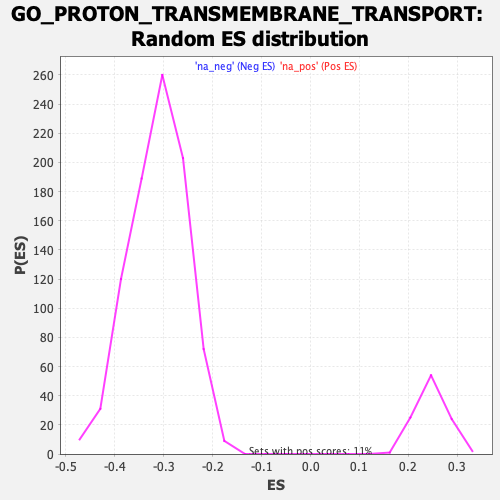 GO_PROTON_TRANSMEMBRANE_TRANSPORT:
Random ES distribution
'na_neg' (Neg ES) 'na_pos' (Pos ES)
260
240
220
200
180
160
140
120
100
80
60
40
20
0
P(ES)
Sets with pos scores: 11%
-0.5 -0.4 -0.3 -0.2 -0.1 0.0 0.1 0.2 0.3
ES